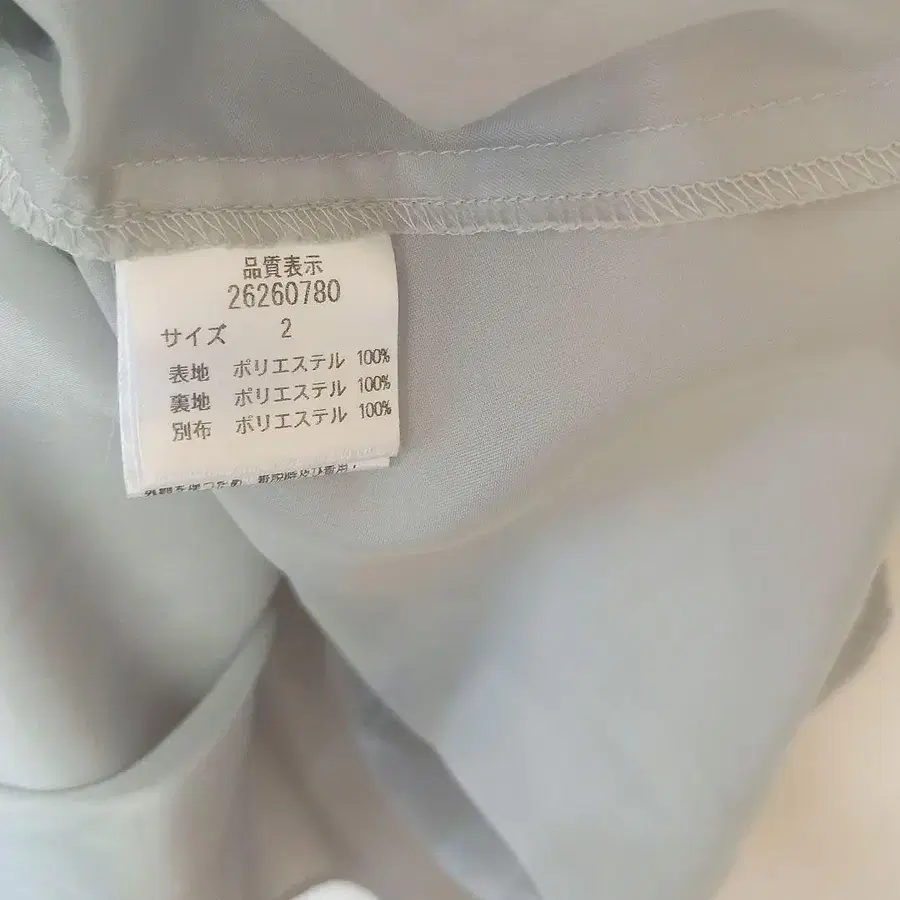 品質表示
26260780
サイズ 2
表地 ポリエステル 100%
裏地 ポリエステル 100%
別布 ポリエステル 100%